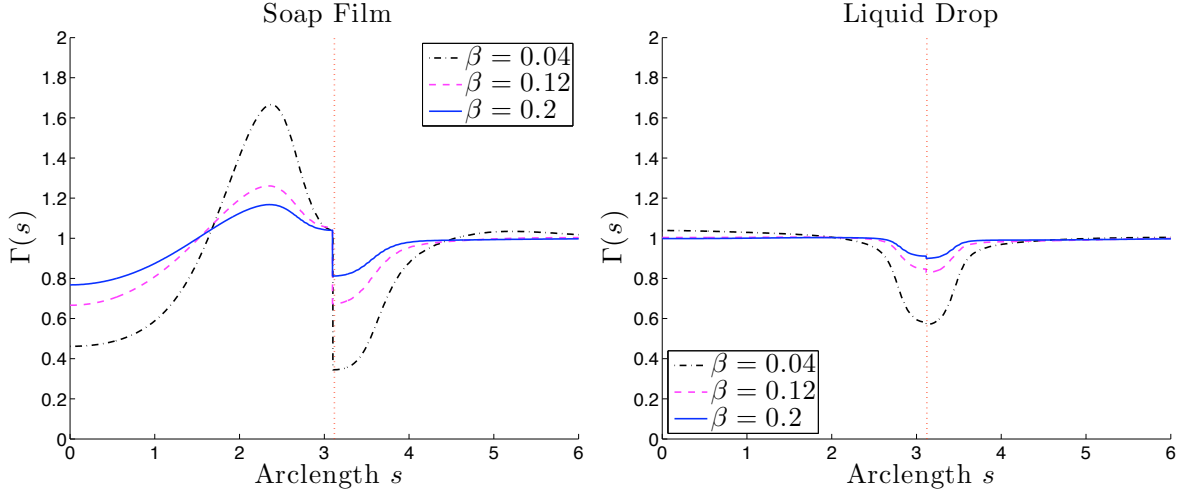 Soap Film
2
1.8
1.6
1.4
1.2
1
0.8
0.6
0.4
0.2
0
Γ(s)
β = 0.04
β = 0.12
β = 0.2
0 1 2 3 4 5 6
Arclength s
Liquid Drop
2
1.8
1.6
1.4
1.2
1
0.8
0.6
0.4
0.2
0
Γ(s)
β = 0.04
β = 0.12
β = 0.2
0 1 2 3 4 5 6
Arclength s